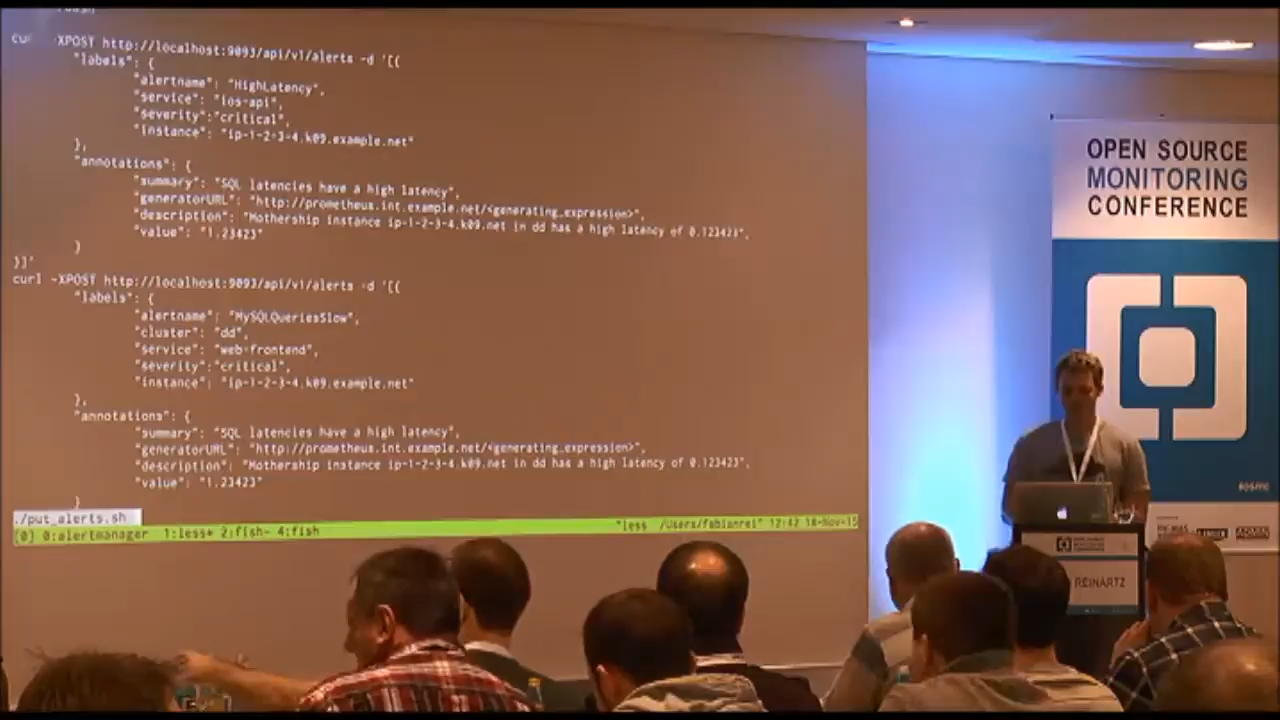 -XPOST http://localhost:9093/api/v1/alerts -d '[{
"labels": {
"alertname": "HighLatency",
"service": "ios-api",
"severity":"critical",
"instance": "ip-1-2-3-4.k09.example.net"
},
"annotations": {
"summary": "SQL latencies have a high latency",
"generatorURL": "http://prometheus.int.example.net/<generating_expression>",
"description": "Mothership instance ip-1-2-3-4.k09.net in dd has a high latency of 0.123423",
"value": "1.23423"
}
}]'
curl -XPOST http://localhost:9093/api/v1/alerts -d '[{
"labels": {
"alertname": "MySQLQueriesSlow",
"cluster": "dd",
"service": "web-frontend",
"severity":"critical",
"instance": "ip-1-2-3-4.k09.example.net"
},
"annotations": {
"summary": "SQL latencies have a high latency",
"generatorURL": "http://prometheus.int.example.net/<generating_expression>",
"description": "Mothership instance ip-1-2-3-4.k09.net in dd has a high latency of 0.123423",
"value": "1.23423"
}
./put_alerts.sh
[0] 0:alertmanager 1:less* 2:fish- 4:fish "less /Users/fabianrei" 12:42 18-Nov-15
OPEN SOURCE
MONITORING
CONFERENCE
#osmc
REINARTZ